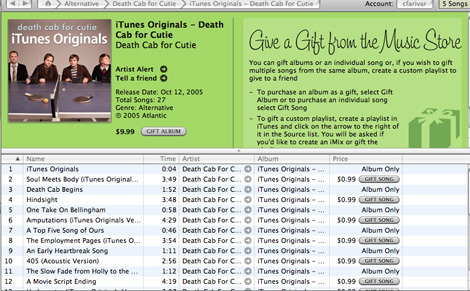 Alternative Death Cab for Cutie iTunes Originals – Death Cab for Cutie Account: cfarivar 5 Songs
death cab for cutie
iTunes Originals
iTunes Originals – Death
Cab for Cutie
Death Cab for Cutie
Artist Alert
Tell a friend
Release Date: Oct 12, 2005
Total Songs: 27
Genre: Alternative
℗ 2005 Atlantic
$9.99 GIFT ALBUM
Give a Gift from the Music Store
You can gift albums or an individual song or, if you wish to gift
multiple songs from the same album, create a custom playlist
to give to a friend
– To purchase an album as a gift, select Gift
Album or to purchase an individual song
select Gift Song
– To gift a custom playlist, create a playlist in
iTunes and click on the arrow to the right of
it in the Source list. You will be asked if
you'd like to create an iMix or gift the
Name Time Artist Album Price
1 iTunes Originals 0:04 Death Cab For C... iTunes Originals – ... Album Only
2 Soul Meets Body (iTunes Original... 3:49 Death Cab For C... iTunes Originals – ... $0.99 GIFT SONG
3 Death Cab Begins 1:52 Death Cab For C... iTunes Originals – ... Album Only
4 Hindsight 3:48 Death Cab For C... iTunes Originals – ... $0.99 GIFT SONG
5 One Take On Bellingham 0:58 Death Cab For C... iTunes Originals – ... Album Only
6 Amputations (iTunes Originals Ve... 4:29 Death Cab For C... iTunes Originals – ... $0.99 GIFT SONG
7 A Top Five Song of Ours 0:46 Death Cab For C... iTunes Originals – ... Album Only
8 The Employment Pages (iTunes O... 3:54 Death Cab For C... iTunes Originals – ... $0.99 GIFT SONG
9 An Early Heartbreak Song 1:11 Death Cab For C... iTunes Originals – ... Album Only
10 405 (Acoustic Version) 2:56 Death Cab For C... iTunes Originals – ... $0.99 GIFT SONG
11 The Slow Fade from Holly to the ... 1:15 Death Cab For C... iTunes Originals – ... Album Only
12 A Movie Script Ending 4:19 Death Cab For C... iTunes Originals – ... $0.99 GIFT SONG